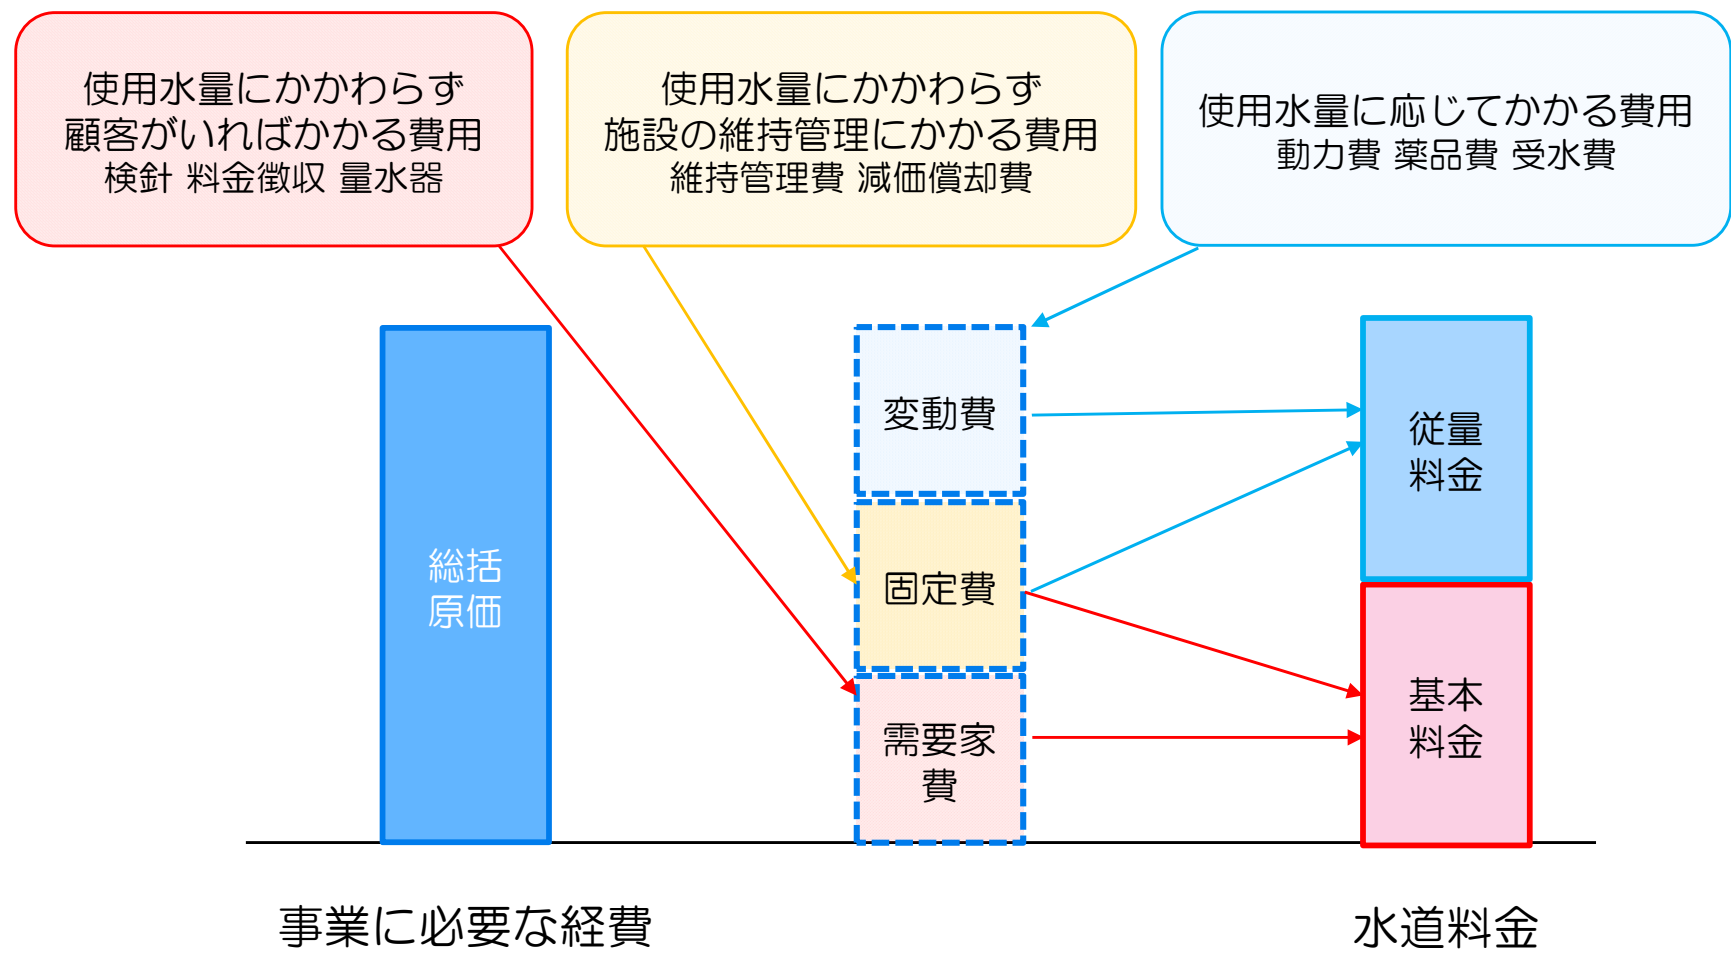 使用水量にかかわらず
顧客がいればかかる費用
検針 料金徴収 量水器
使用水量にかかわらず
施設の維持管理にかかる費用
維持管理費 減価償却費
使用水量に応じてかかる費用
動力費 薬品費 受水費
総括
原価
変動費
固定費
需要家
費
従量
料金
基本
料金
事業に必要な経費
水道料金